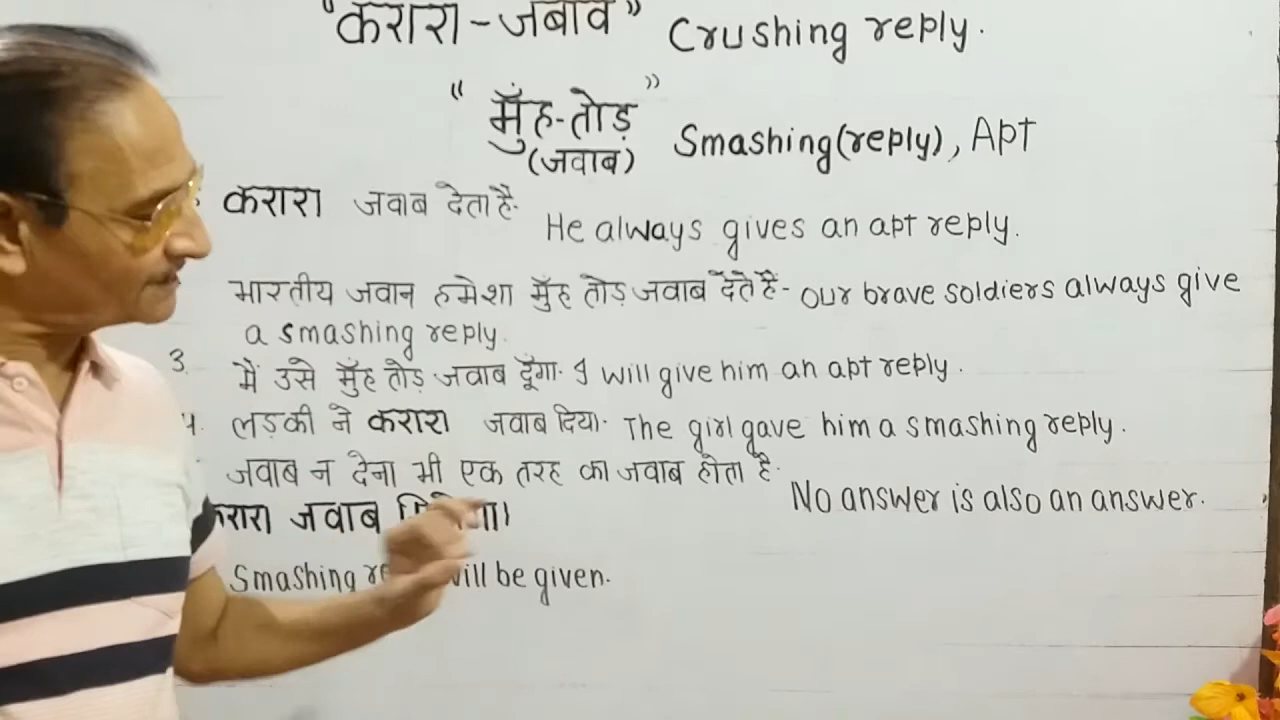 "करारा-जबाव" Crushing reply.
"मुँह-तोड़" Smashing(reply), Apt
(जवाब)
करारा जवाब देता है. He always gives an apt reply.
भारतीय जवान हमेशा मुँह तोड़ जवाब देते हैं- Our brave soldiers always give
a smashing reply.
3. मैं उसे मुँह तोड़ जवाब दूँगा. I will give him an apt reply.
4. लड़की ने करारा जवाब दिया. The girl gave him a smashing reply.
जवाब न देना भी एक तरह का जवाब होता है.
No answer is also an answer.
जवाब
Smashing will be given.